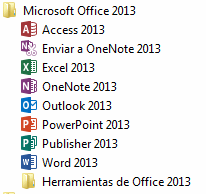 Microsoft Office 2013
Access 2013
Enviar a OneNote 2013
Excel 2013
OneNote 2013
Outlook 2013
PowerPoint 2013
Publisher 2013
Word 2013
Herramientas de Office 2013